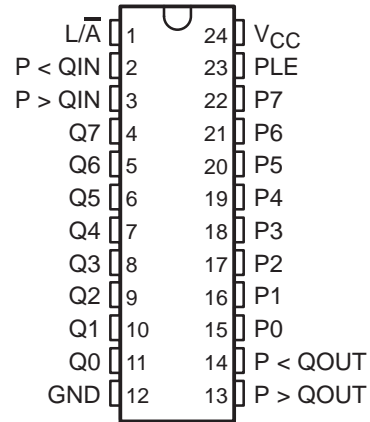 L/A̅ 1 24 VCC
P < QIN 2 23 PLE
P > QIN 3 22 P7
Q7 4 21 P6
Q6 5 20 P5
Q5 6 19 P4
Q4 7 18 P3
Q3 8 17 P2
Q2 9 16 P1
Q1 10 15 P0
Q0 11 14 P < QOUT
GND 12 13 P > QOUT